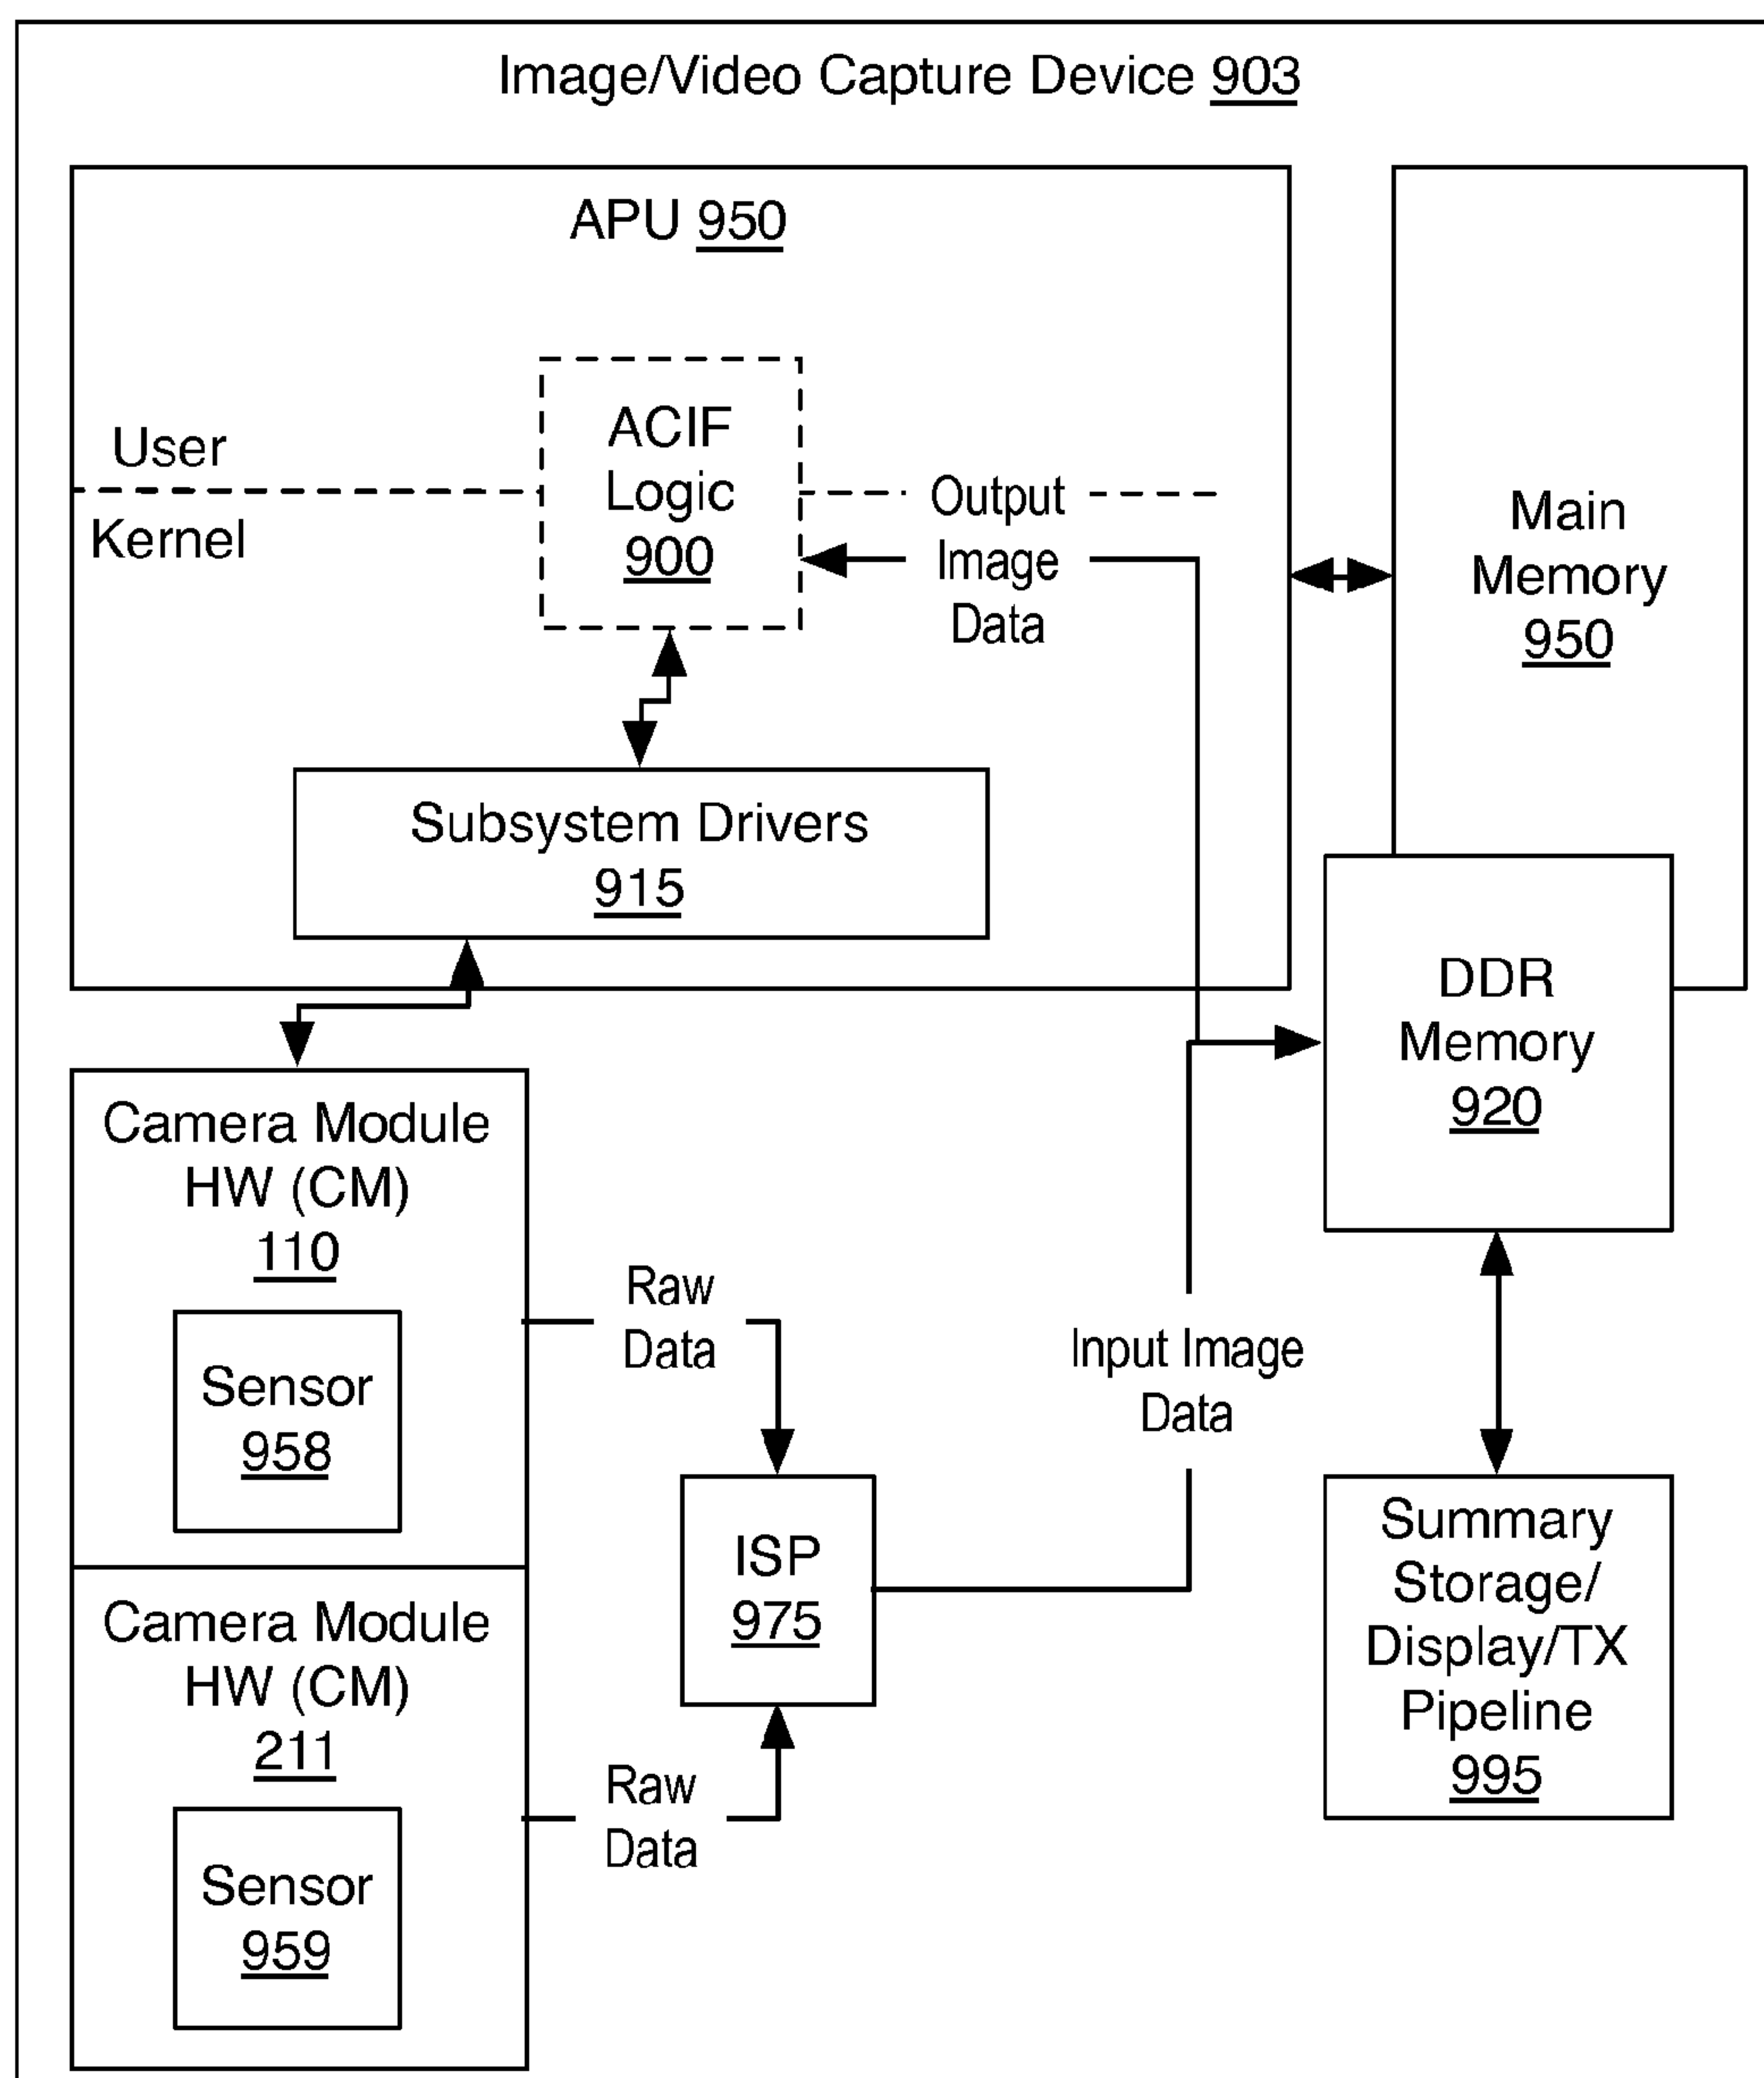 Image/Video Capture Device 903
APU 950
User
Kernel
ACIF
Logic
900
Output
Image
Data
Main
Memory
950
Subsystem Drivers
915
DDR
Memory
920
Camera Module
HW (CM)
110
Sensor
958
Raw
Data
Input Image
Data
ISP
975
Camera Module
HW (CM)
211
Sensor
959
Raw
Data
Summary
Storage/
Display/TX
Pipeline
995